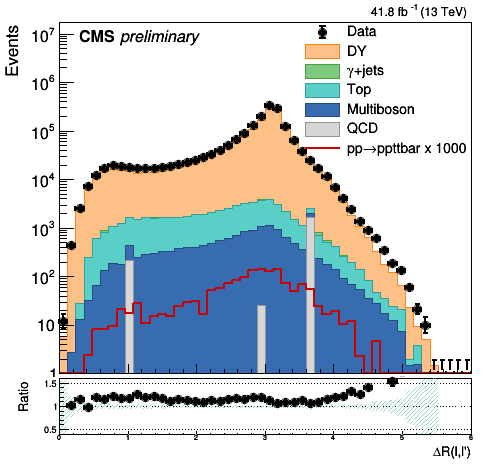 41.8 fb⁻¹ (13 TeV)
CMS preliminary
Events
10⁷
10⁶
10⁵
10⁴
10³
10²
10
1
Data
DY
γ+jets
Top
Multiboson
QCD
pp→ppttbar x 1000
Ratio
1.5
1
0.5
0 1 2 3 4 5 6
ΔR(l,l')